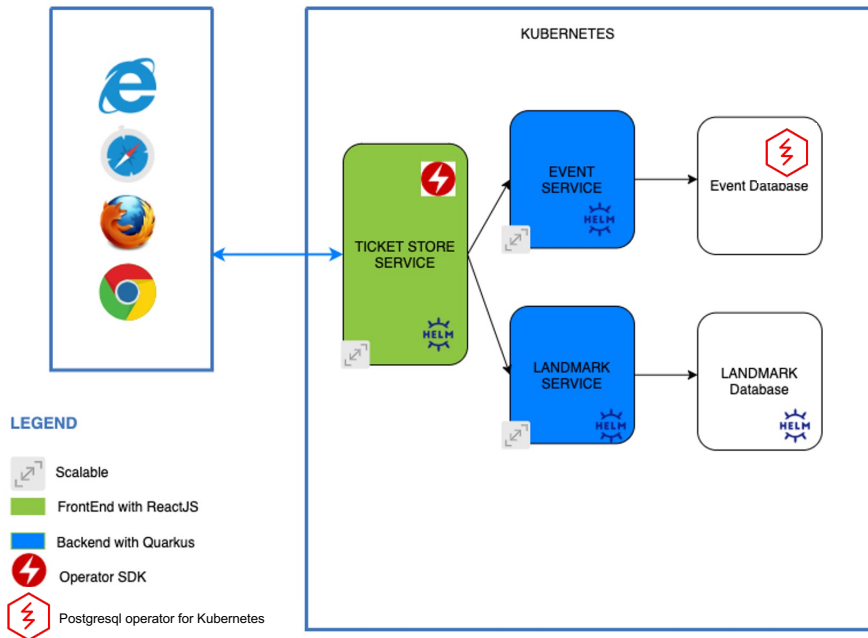 KUBERNETES
EVENT
SERVICE
HELM
Event Database
TICKET STORE
SERVICE
HELM
LANDMARK
SERVICE
HELM
LANDMARK
Database
HELM
LEGEND
Scalable
FrontEnd with ReactJS
Backend with Quarkus
Operator SDK
Postgresql operator for Kubernetes